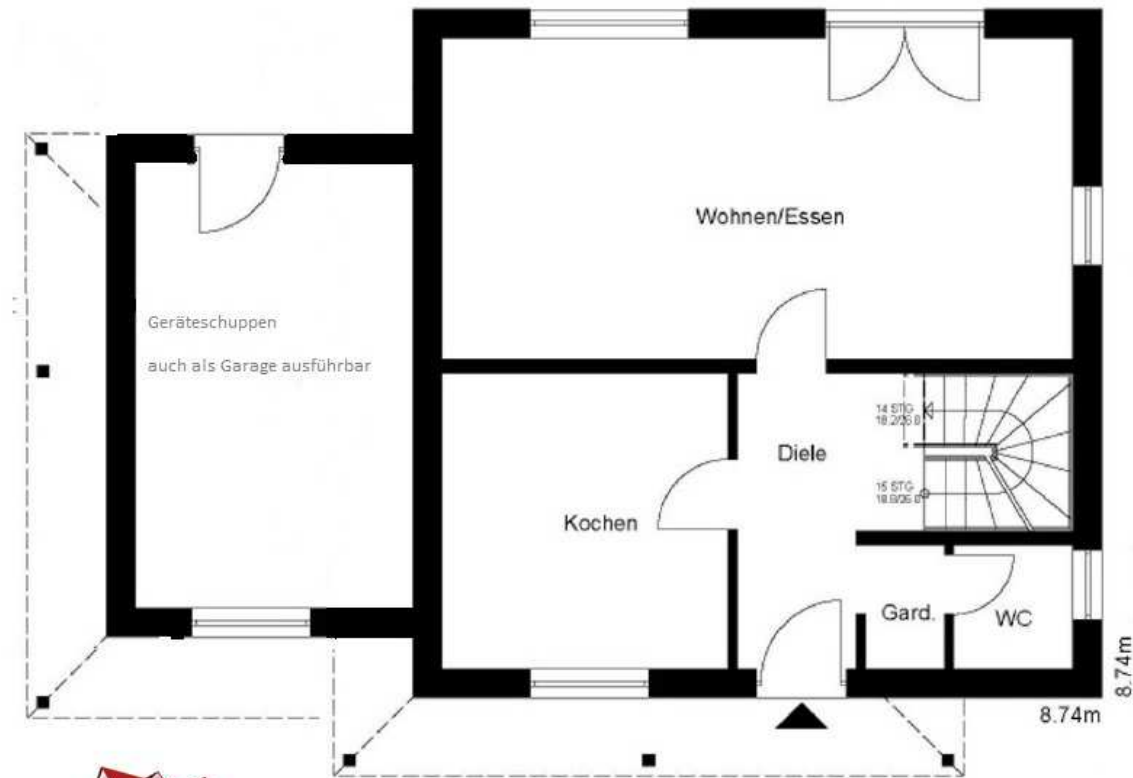 Wohnen/Essen
Geräteschuppen
auch als Garage ausführbar
14 STG
Diele
15 STG
Kochen
Gard.
WC
8.74m
8.74m